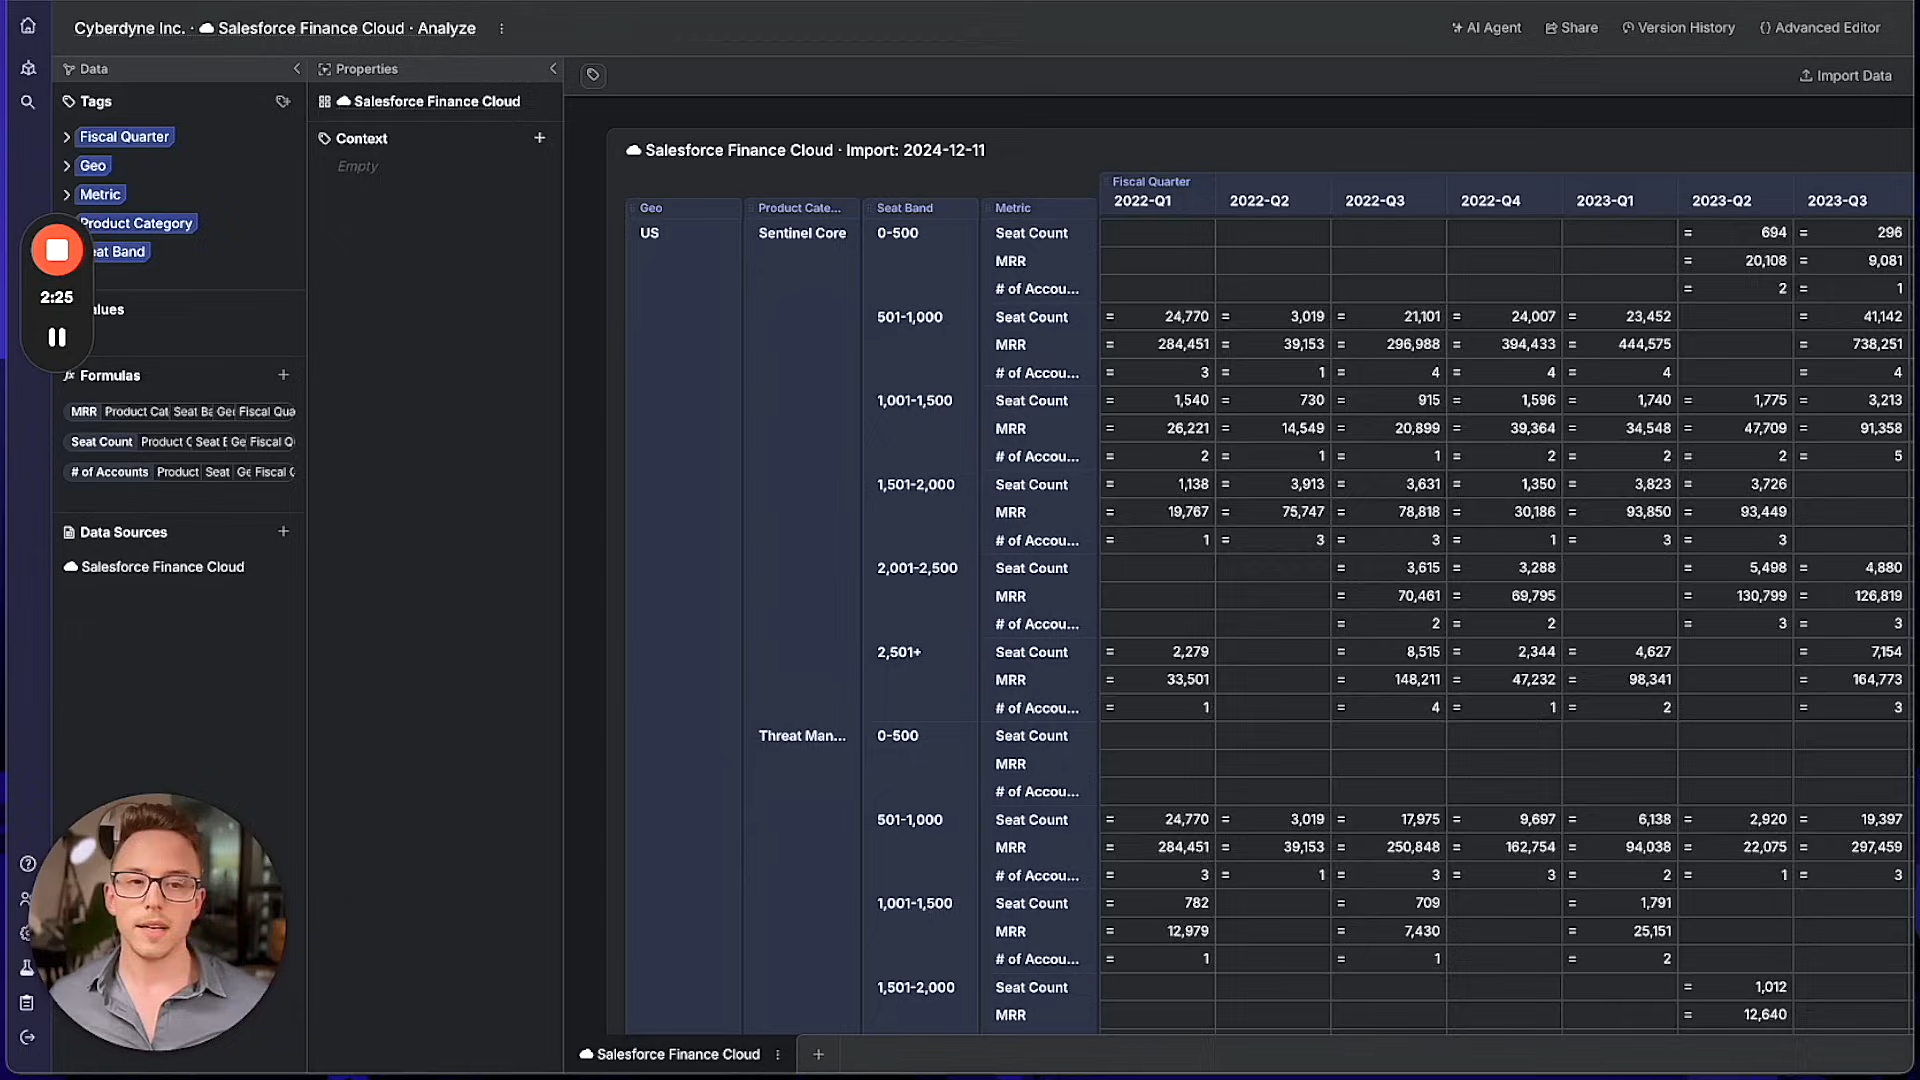 Cyberdyne Inc. · Salesforce Finance Cloud · Analyze
AI Agent
Share
Version History
Advanced Editor
Data
Properties
Import Data
Tags
Salesforce Finance Cloud
Fiscal Quarter
Geo
Metric
Product Category
eat Band
Context
Empty
2:25
alues
Formulas
MRR Product Cat Seat Ba Geo Fiscal Qua
Seat Count Product C Seat E Ge Fiscal Q
# of Accounts Product Seat Ge Fiscal
Data Sources
Salesforce Finance Cloud
Salesforce Finance Cloud · Import: 2024-12-11
Fiscal Quarter
Geo Product Cate... Seat Band Metric 2022-Q1 2022-Q2 2022-Q3 2022-Q4 2023-Q1 2023-Q2 2023-Q3
US Sentinel Core 0-500 Seat Count = 694 = 296
MRR = 20,108 = 9,081
# of Accou... = 2 = 1
501-1,000 Seat Count = 24,770 = 3,019 = 21,101 = 24,007 = 23,452 = 41,142
MRR = 284,451 = 39,153 = 296,988 = 394,433 = 444,575 = 738,251
# of Accou... = 3 = 1 = 4 = 4 = 4 = 4
1,001-1,500 Seat Count = 1,540 = 730 = 915 = 1,596 = 1,740 = 1,775 = 3,213
MRR = 26,221 = 14,549 = 20,899 = 39,364 = 34,548 = 47,709 = 91,358
# of Accou... = 2 = 1 = 1 = 2 = 2 = 2 = 5
1,501-2,000 Seat Count = 1,138 = 3,913 = 3,631 = 1,350 = 3,823 = 3,726
MRR = 19,767 = 75,747 = 78,818 = 30,186 = 93,850 = 93,449
# of Accou... = 1 = 3 = 3 = 1 = 3 = 3
2,001-2,500 Seat Count = 3,615 = 3,288 = 5,498 = 4,880
MRR = 70,461 = 69,795 = 130,799 = 126,819
# of Accou... = 2 = 2 = 3 = 3
2,501+ Seat Count = 2,279 = 8,515 = 2,344 = 4,627 = 7,154
MRR = 33,501 = 148,211 = 47,232 = 98,341 = 164,773
# of Accou... = 1 = 4 = 1 = 2 = 3
Threat Man... 0-500 Seat Count
MRR
# of Accou...
501-1,000 Seat Count = 24,770 = 3,019 = 17,975 = 9,697 = 6,138 = 2,920 = 19,397
MRR = 284,451 = 39,153 = 250,848 = 162,754 = 94,038 = 22,075 = 297,459
# of Accou... = 3 = 1 = 3 = 3 = 2 = 1 = 3
1,001-1,500 Seat Count = 782 = 709 = 1,791
MRR = 12,979 = 7,430 = 25,151
# of Accou... = 1 = 1 = 2
1,501-2,000 Seat Count = 1,012
MRR = 12,640
Salesforce Finance Cloud